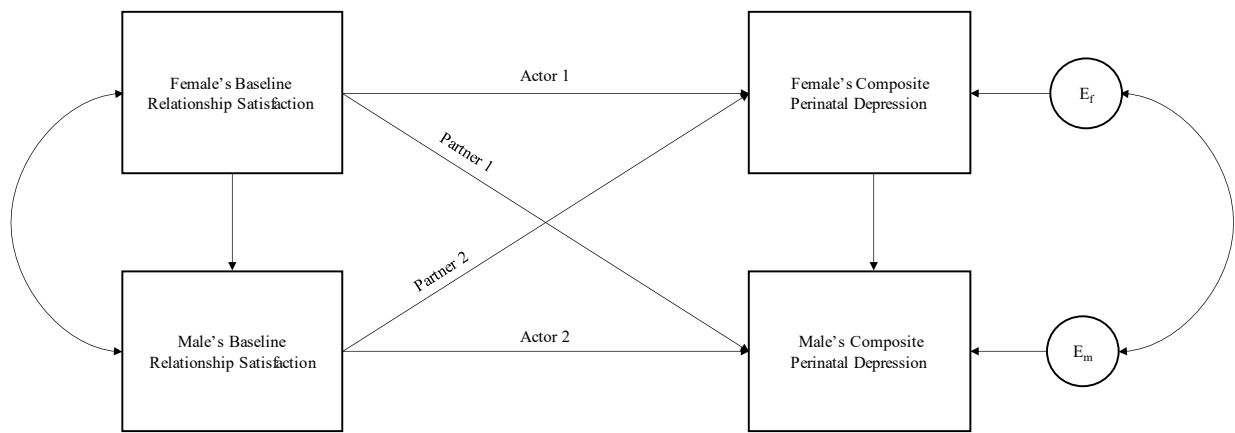 Female's Baseline
Relationship Satisfaction
Actor 1
Female's Composite
Perinatal Depression
Ef
Partner 1
Partner 2
Male's Baseline
Relationship Satisfaction
Actor 2
Male's Composite
Perinatal Depression
Em